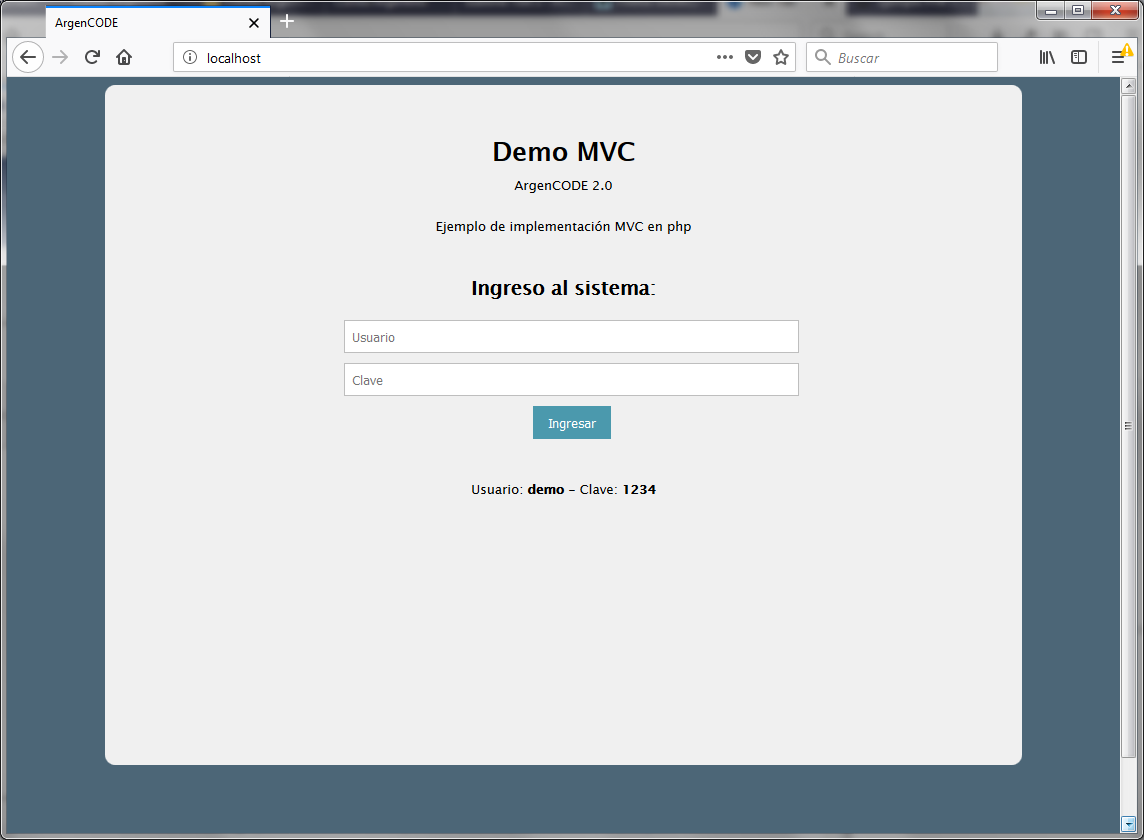 ArgenCODE
localhost
Buscar
Demo MVC
ArgenCODE 2.0
Ejemplo de implementación MVC en php
Ingreso al sistema:
Usuario
Clave
Ingresar
Usuario: demo - Clave: 1234